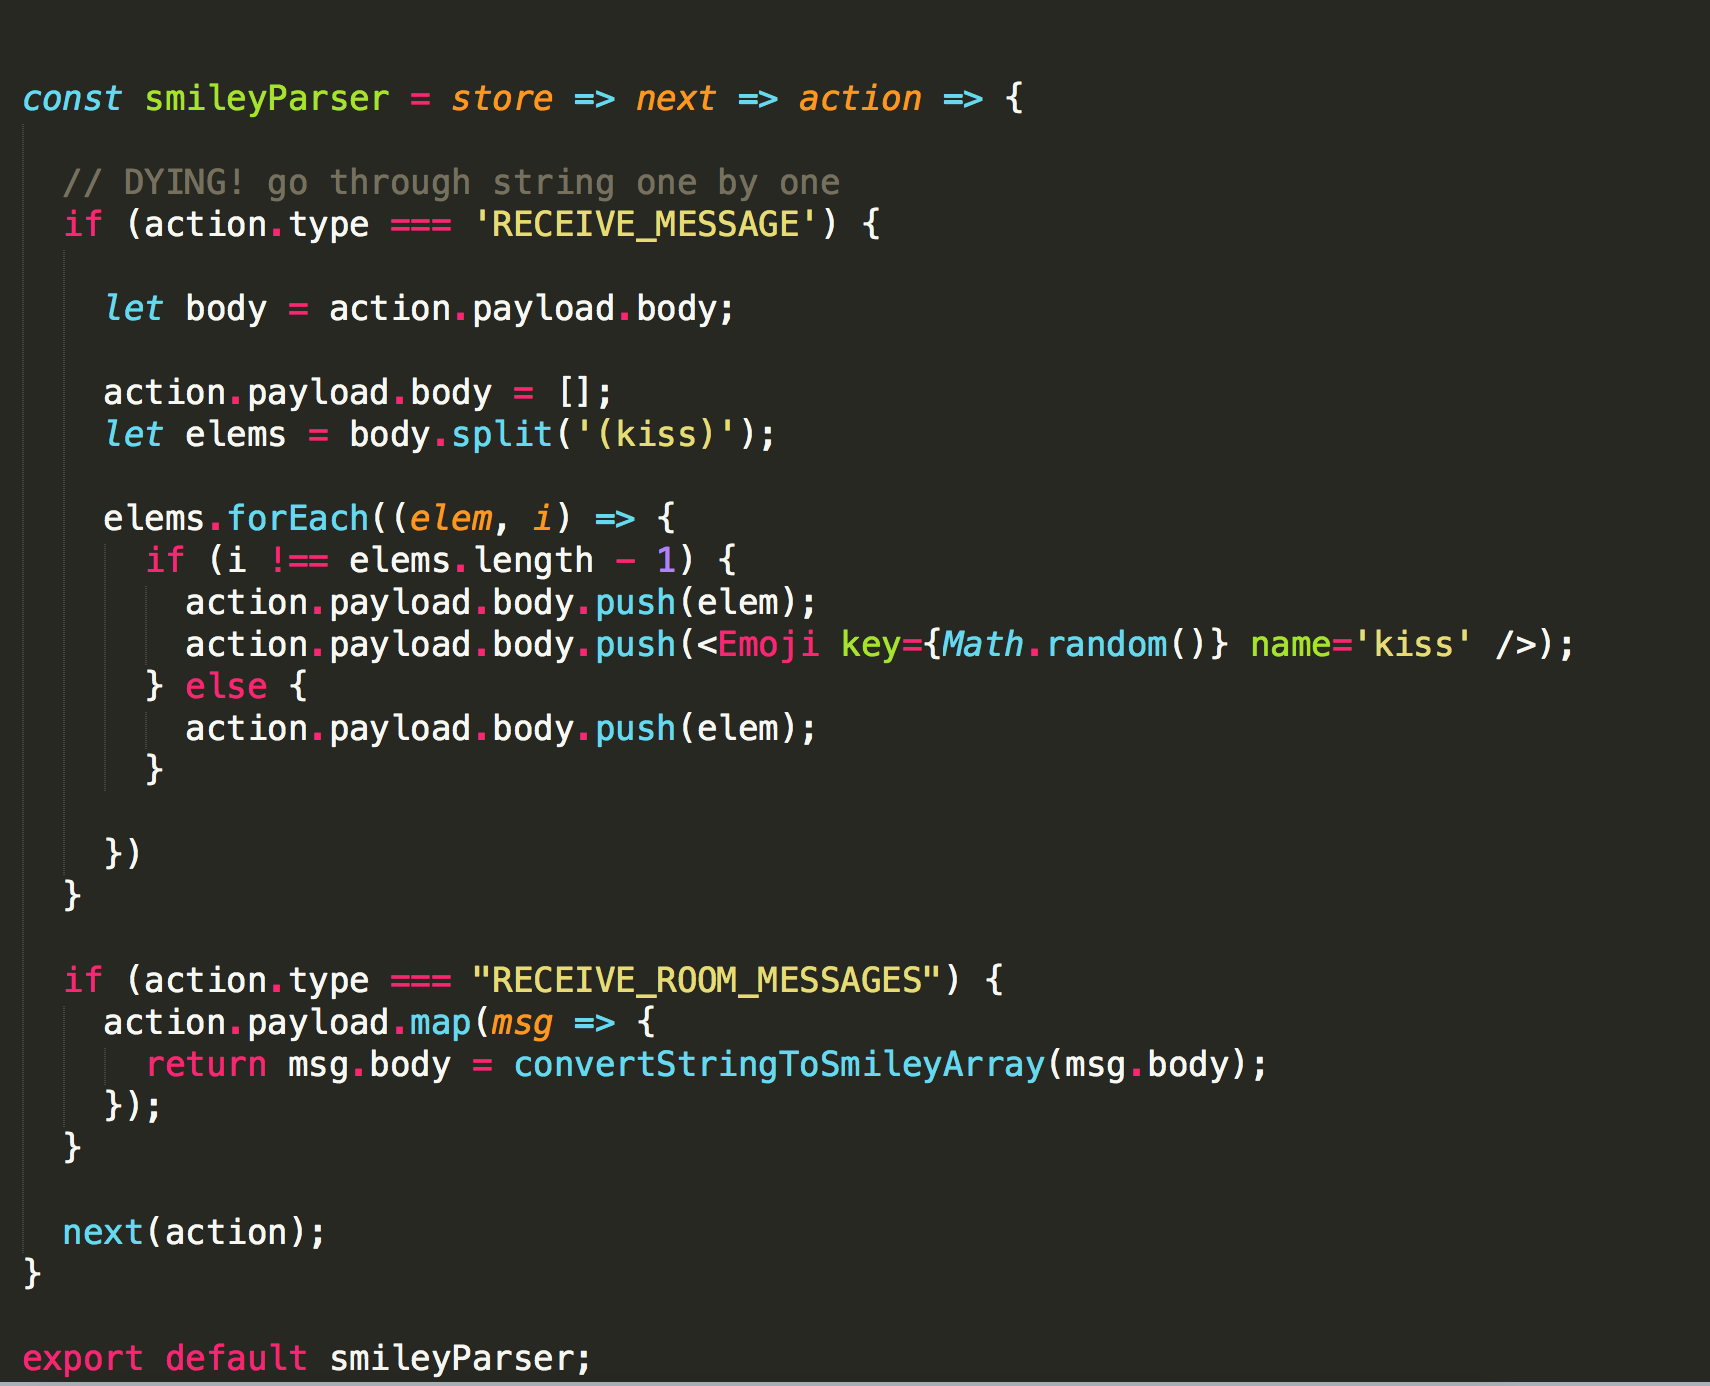 const smileyParser = store => next => action => {
// DYING! go through string one by one
if (action.type === 'RECEIVE_MESSAGE') {
let body = action.payload.body;
action.payload.body = [];
let elems = body.split('(kiss)');
elems.forEach((elem, i) => {
if (i !== elems.length - 1) {
action.payload.body.push(elem);
action.payload.body.push(<Emoji key={Math.random()} name='kiss' />);
} else {
action.payload.body.push(elem);
}
})
}
if (action.type === "RECEIVE_ROOM_MESSAGES") {
action.payload.map(msg => {
return msg.body = convertStringToSmileyArray(msg.body);
});
}
next(action);
}
export default smileyParser;